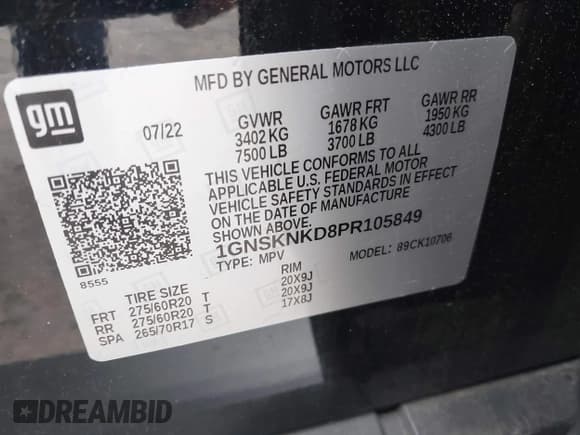 MFD BY GENERAL MOTORS LLC
gm
07/22 GVWR GAWR FRT GAWR RR
3402 KG 1678 KG 1950 KG
7500 LB 3700 LB 4300 LB
THIS VEHICLE CONFORMS TO ALL
APPLICABLE U.S. FEDERAL MOTOR
VEHICLE SAFETY STANDARDS IN EFFECT
ON THE DATE OF MANUFACTURE
SHOWN ABOVE.
1GNSKNKD8PR105849
8555 TYPE: MPV MODEL: 89CK10706
TIRE SIZE RIM
FRT 275/60R20 T 20X9J
RR 275/60R20 T 20X9J
SPA 265/70R17 S 17X8J
DREAMBID